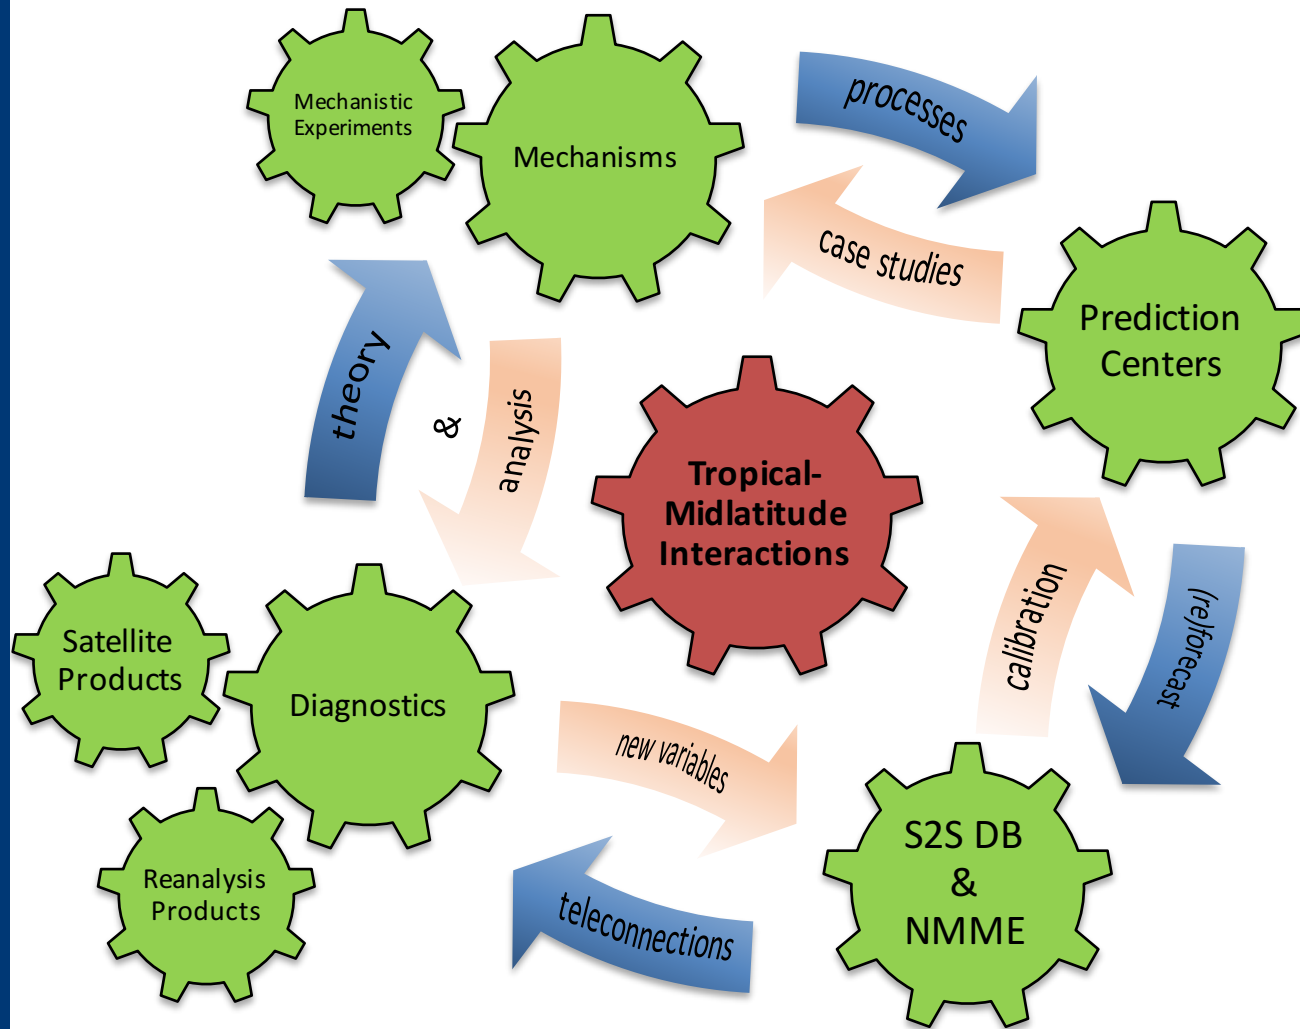 Mechanistic
Experiments
Mechanisms
processes
case studies
Prediction
Centers
theory
&
analysis
Tropical-
Midlatitude
Interactions
calibration
(re)forecast
Satellite
Products
Diagnostics
new variables
Reanalysis
Products
teleconnections
S2S DB
&
NMME